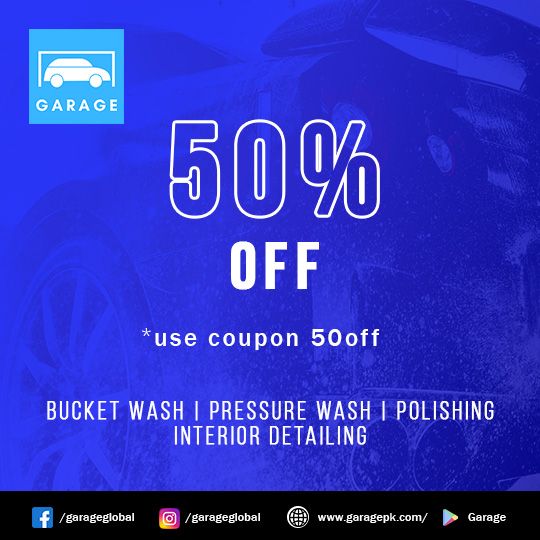 GARAGE
50%
OFF
*use coupon 50off
BUCKET WASH | PRESSURE WASH | POLISHING
INTERIOR DETAILING
/garageglobal /garageglobal www.garagepk.com/ Garage